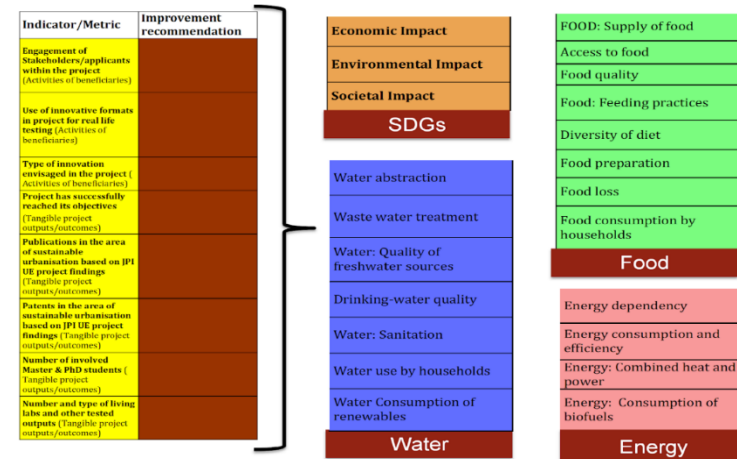 Indicator/Metric
Improvement
recommendation
Engagement of
Stakeholders/applicants
within the project
(Activities of beneficiaries)
Use of innovative formats
in project for real life
testing (Activities of
beneficiaries)
Type of innovation
envisaged in the project (
Activities of beneficiaries)
Project has successfully
reached its objectives
(Tangible project
outputs/outcomes)
Publications in the area
of sustainable
urbanisation based on JPI
UE project findings
(Tangible project
outputs/outcomes)
Patents in the area of
sustainable urbanisation
based on JPI UE project
findings (Tangible project
outputs/outcomes)
Number of involved
Master & PhD students (
Tangible project
outputs/outcomes)
Number and type of living
labs and other tested
outputs (Tangible project
outputs/outcomes)
Economic Impact
Environmental Impact
Societal Impact
SDGs
Water abstraction
Waste water treatment
Water: Quality of
freshwater sources
Drinking-water quality
Water: Sanitation
Water use by households
Water Consumption of
renewables
Water
FOOD: Supply of food
Access to food
Food quality
Food: Feeding practices
Diversity of diet
Food preparation
Food loss
Food consumption by
households
Food
Energy dependency
Energy consumption and
efficiency
Energy: Combined heat and
power
Energy: Consumption of
biofuels
Energy